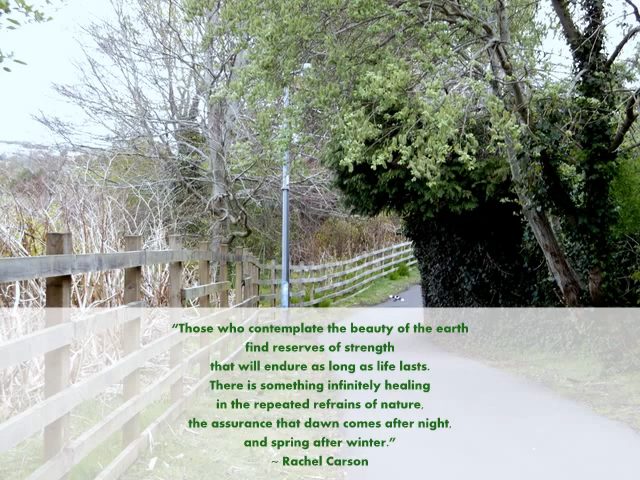 “Those who contemplate the beauty of the earth
find reserves of strength
that will endure as long as life lasts.
There is something infinitely healing
in the repeated refrains of nature,
the assurance that dawn comes after night,
and spring after winter.”
~ Rachel Carson